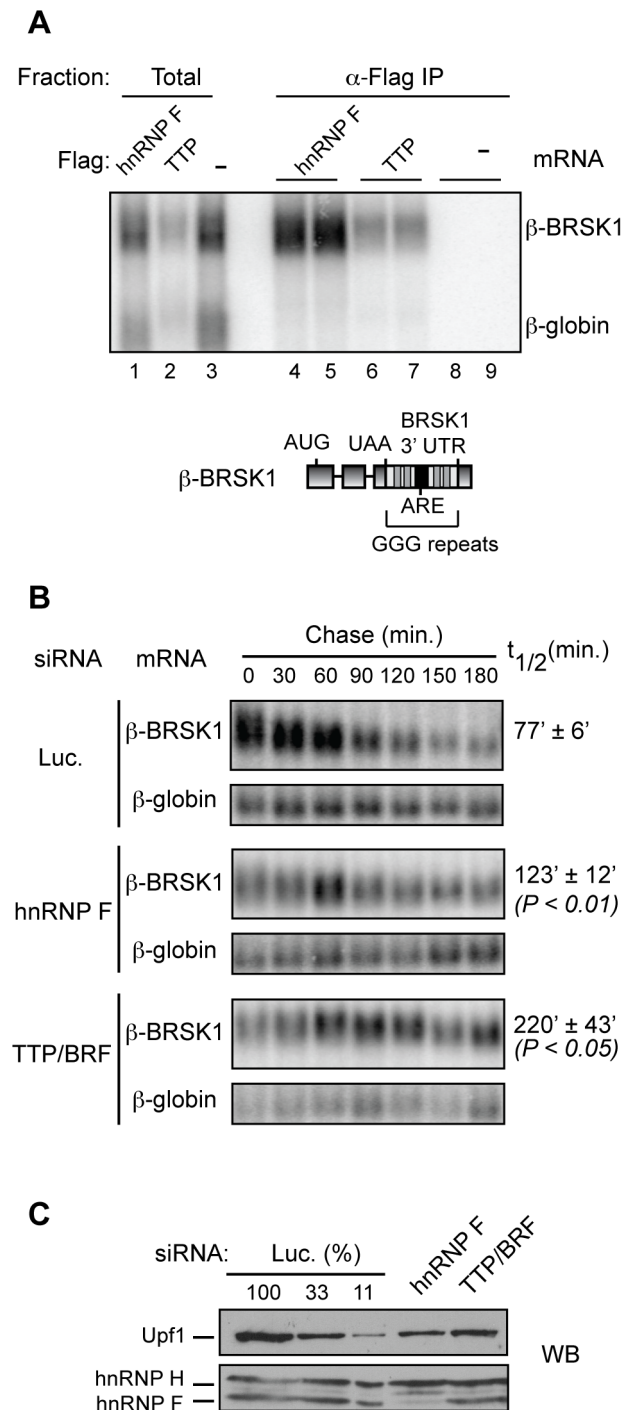 A
Fraction: Total α-Flag IP
Flag: hnRNP F TTP – hnRNP F TTP – mRNA
β-BRSK1
β-globin
1 2 3 4 5 6 7 8 9
BRSK1
AUG UAA 3' UTR
β-BRSK1
ARE
GGG repeats
B
Chase (min.)
siRNA mRNA 0 30 60 90 120 150 180 t1/2(min.)
Luc.
β-BRSK1 77' ± 6'
β-globin
hnRNP F
β-BRSK1 123' ± 12'
(P < 0.01)
β-globin
TTP/BRF
β-BRSK1 220' ± 43'
(P < 0.05)
β-globin
C
siRNA: Luc. (%) hnRNP F TTP/BRF
100 33 11
Upf1
WB
hnRNP H
hnRNP F